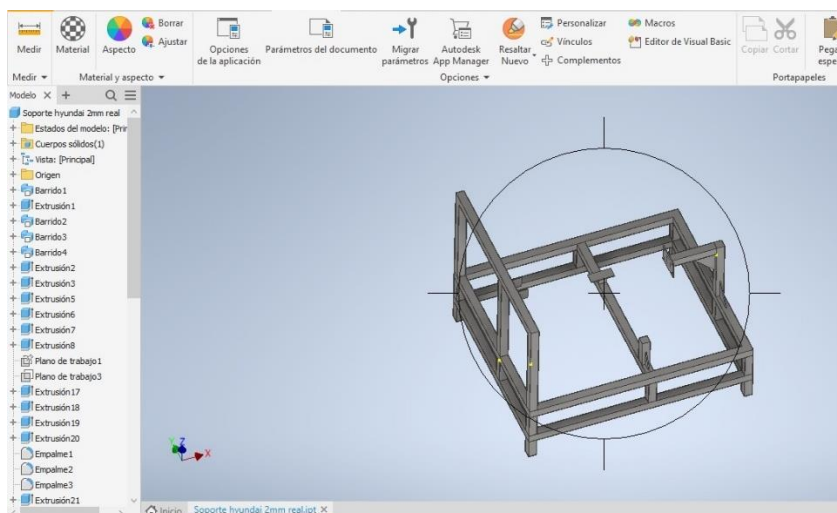 Medir
Material
Aspecto
Borrar
Ajustar
Opciones
de la aplicación
Parámetros del documento
Migrar
parámetros
Autodesk
App Manager
Resaltar
Nuevo
Personalizar
Vínculos
Complementos
Macros
Editor de Visual Basic
Copiar
Cortar
Medir
Material y aspecto
Opciones
Portapapeles
Modelo
Soporte hyundai 2mm real
Estados del modelo: [Prin
Cuerpos sólidos(1)
Vista: [Principal]
Origen
Barrido1
Extrusión1
Barrido2
Barrido3
Barrido4
Extrusión2
Extrusión3
Extrusión5
Extrusión6
Extrusión7
Extrusión8
Plano de trabajo1
Plano de trabajo3
Extrusión17
Extrusión18
Extrusión19
Extrusión20
Empalme1
Empalme2
Empalme3
Extrusión21
Z
X
Inicio
Soporte hyundai 2mm real.ipt